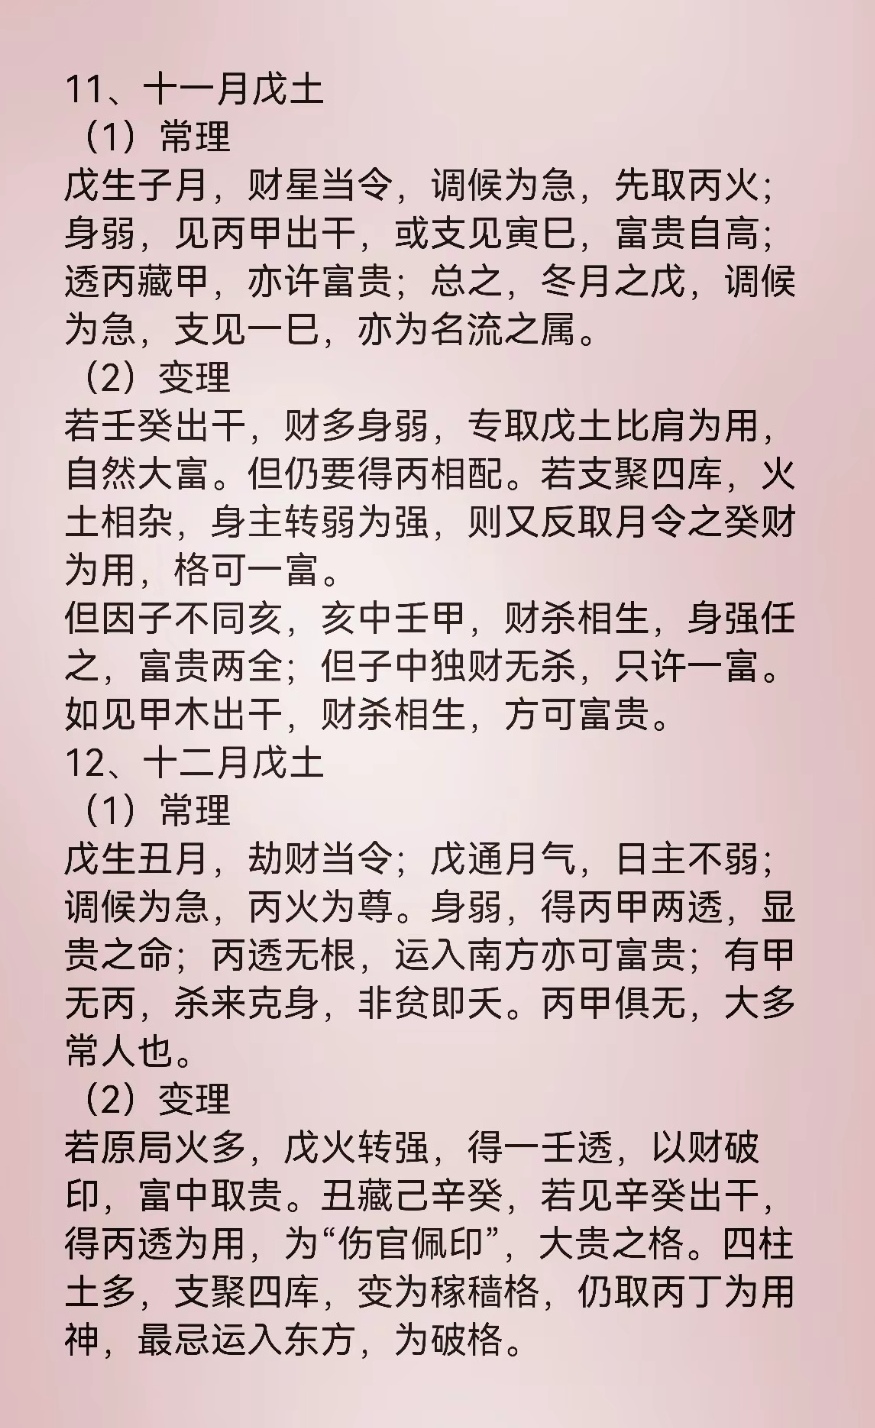 11、十一月戊土
（1）常理
戊生子月，财星当令，调候为急，先取丙火；
身弱，见丙甲出干，或支见寅巳，富贵自高；
透丙藏甲，亦许富贵；总之，冬月之戊，调候
为急，支见一巳，亦为名流之属。
（2）变理
若壬癸出干，财多身弱，专取戊土比肩为用，
自然大富。但仍要得丙相配。若支聚四库，火
土相杂，身主转弱为强，则又反取月令之癸财
为用，格可一富。
但因子不同亥，亥中壬甲，财杀相生，身强任
之，富贵两全；但子中独财无杀，只许一富。
如见甲木出干，财杀相生，方可富贵。
12、十二月戊土
（1）常理
戊生丑月，劫财当令；戊通月气，日主不弱；
调候为急，丙火为尊。身弱，得丙甲两透，显
贵之命；丙透无根，运入南方亦可富贵；有甲
无丙，杀来克身，非贫即夭。丙甲俱无，大多
常人也。
（2）变理
若原局火多，戊火转强，得一壬透，以财破
印，富中取贵。丑藏己辛癸，若见辛癸出干，
得丙透为用，为“伤官佩印”，大贵之格。四柱
土多，支聚四库，变为稼穑格，仍取丙丁为用
神，最忌运入东方，为破格。